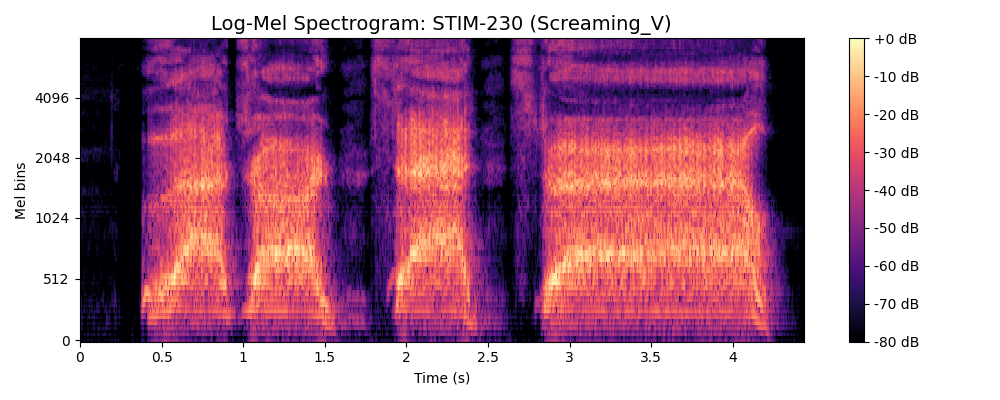 Log-Mel Spectrogram: STIM-230 (Screaming_V)
Mel bins
4096
2048
1024
512
0
0
0.5
1
1.5
2
2.5
3
3.5
4
Time (s)
+0 dB
-10 dB
-20 dB
-30 dB
-40 dB
-50 dB
-60 dB
-70 dB
-80 dB